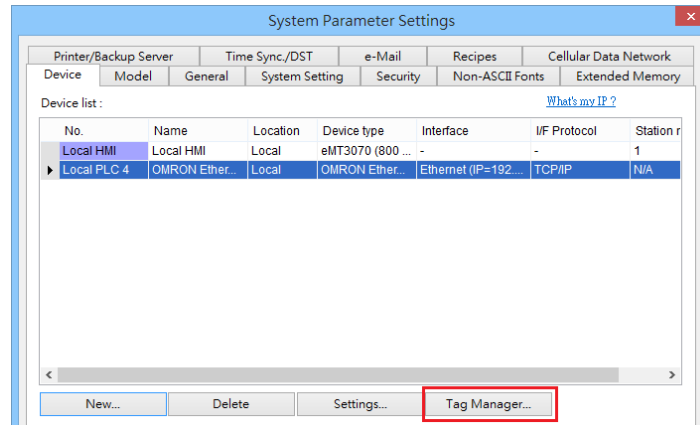 System Parameter Settings
Printer/Backup Server Time Sync./DST e-Mail Recipes Cellular Data Network
Device Model General System Setting Security Non-ASCII Fonts Extended Memory
Device list : What's my IP ?
No. Name Location Device type Interface I/F Protocol Station r
Local HMI Local HMI Local eMT3070 (800 ... - - 1
Local PLC 4 OMRON Ether... Local OMRON Ether... Ethernet (IP=192.... TCP/IP N/A
New... Delete Settings... Tag Manager...